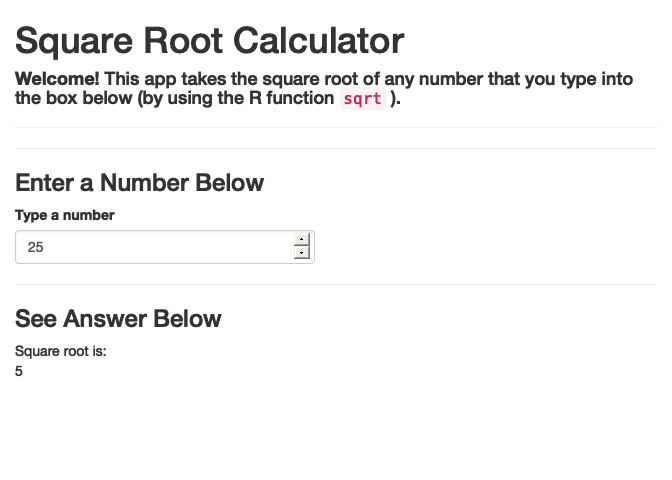 Square Root Calculator
Welcome! This app takes the square root of any number that you type into
the box below (by using the R function sqrt ).
Enter a Number Below
Type a number
25
See Answer Below
Square root is:
5